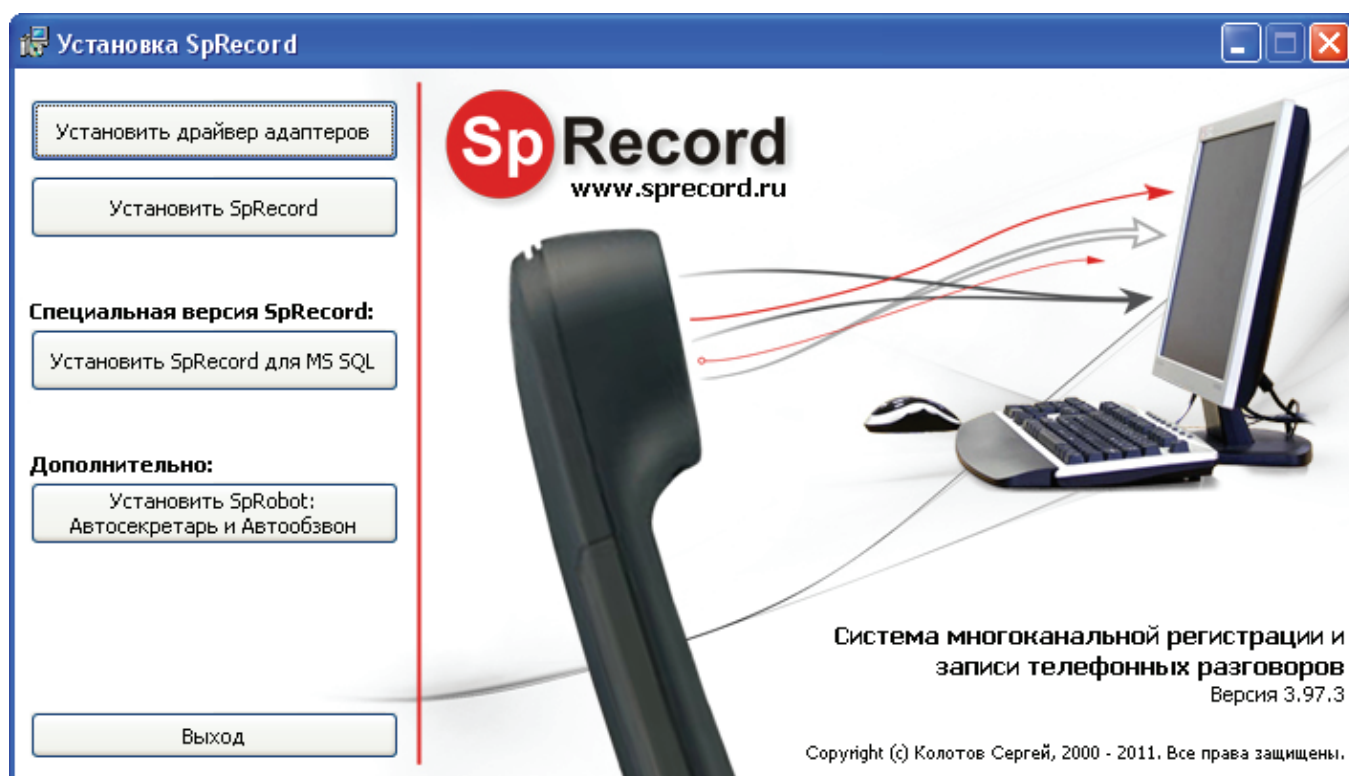 Установка SpRecord
Установить драйвер адаптеров
Установить SpRecord
Специальная версия SpRecord:
Установить SpRecord для MS SQL
Дополнительно:
Установить SpRobot:
Автосекретарь и Автообзвон
Выход
Sp Record
www.sprecord.ru
Система многоканальной регистрации и
записи телефонных разговоров
Версия 3.97.3
Copyright (c) Колотов Сергей, 2000 - 2011. Все права защищены.